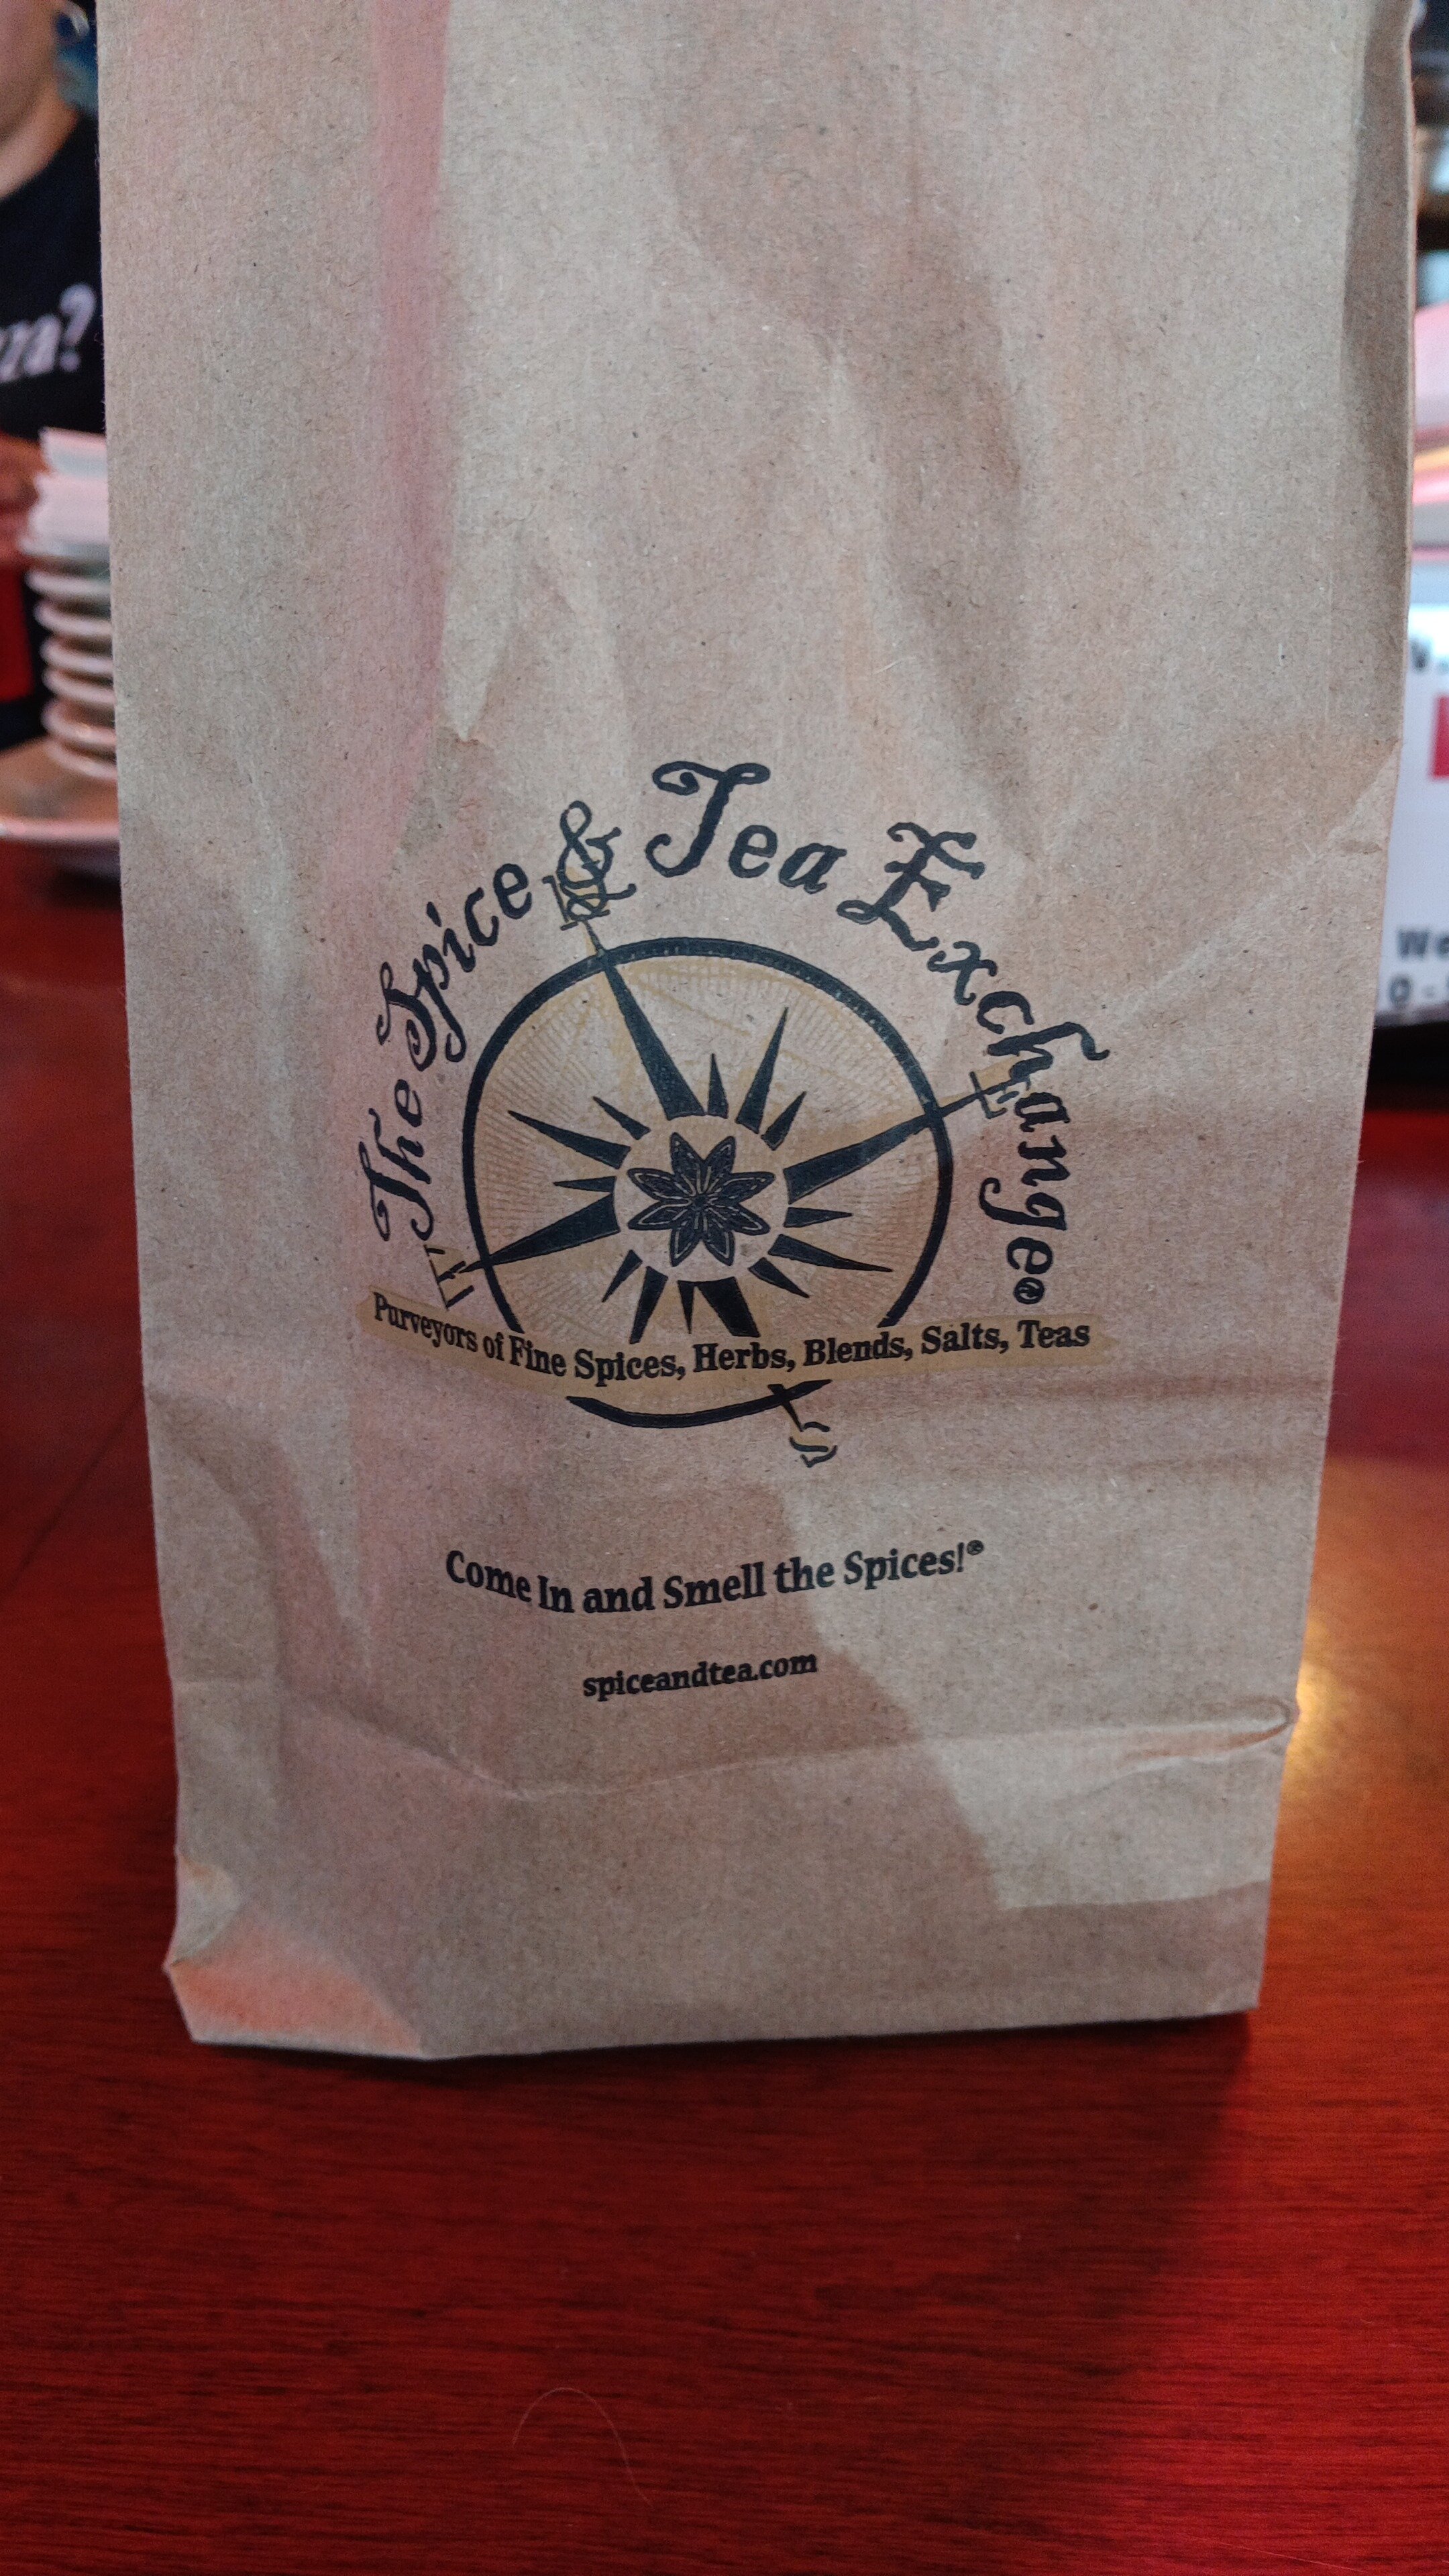 The Spice & Tea Exchange®
N
E
W
Purveyors of Fine Spices, Herbs, Blends, Salts, Teas
S
Come In and Smell the Spices!®
spiceandtea.com